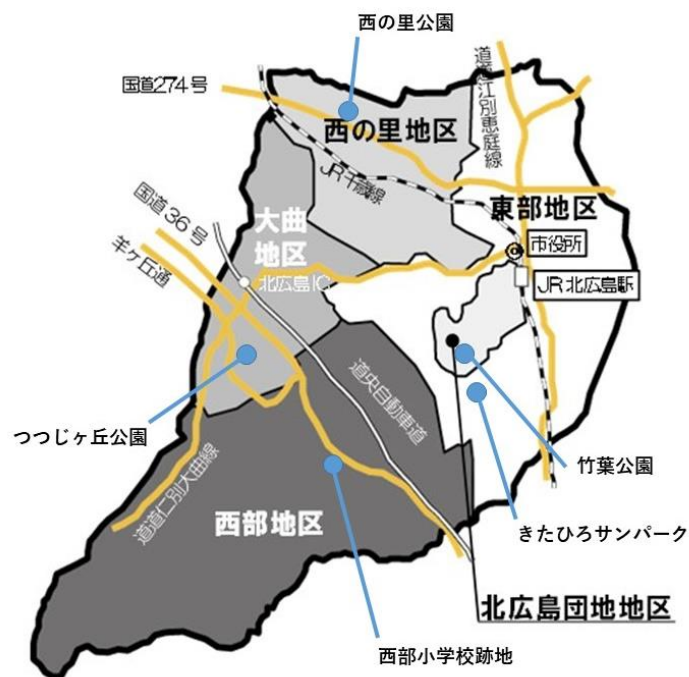 西の里公園
国道274号
道道江別恵庭線
西の里地区
JR千歳線
国道36号
羊ヶ丘通
大曲
地区
東部地区
市役所
北広島IC
JR北広島駅
道央自動車道
つつじヶ丘公園
竹葉公園
道道仁別大曲線
西部地区
きたひろサンパーク
北広島団地地区
西部小学校跡地